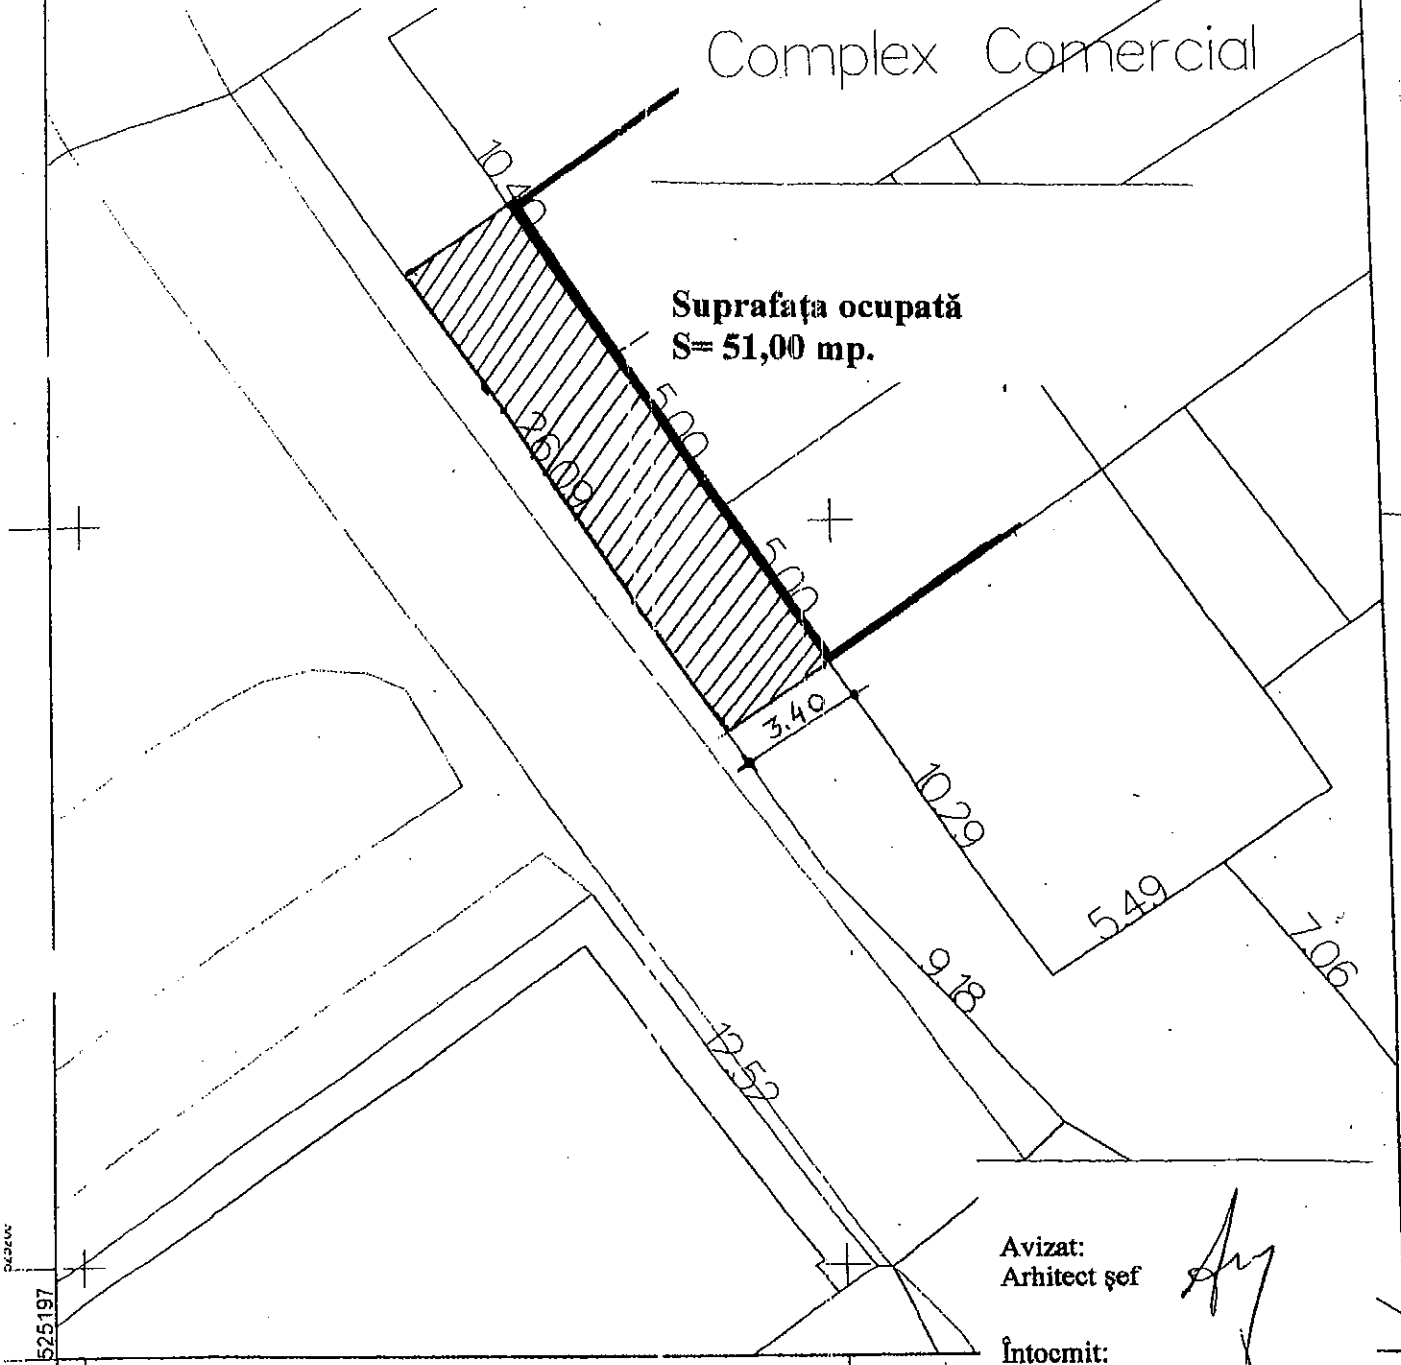 Complex Comercial
10.40
Suprafața ocupată
S= 51,00 mp.
5.00
26.09
5.00
3.40
10.29
5.49
7.06
9.18
12.52
525197
Avizat:
Arhitect șef
Întocmit: